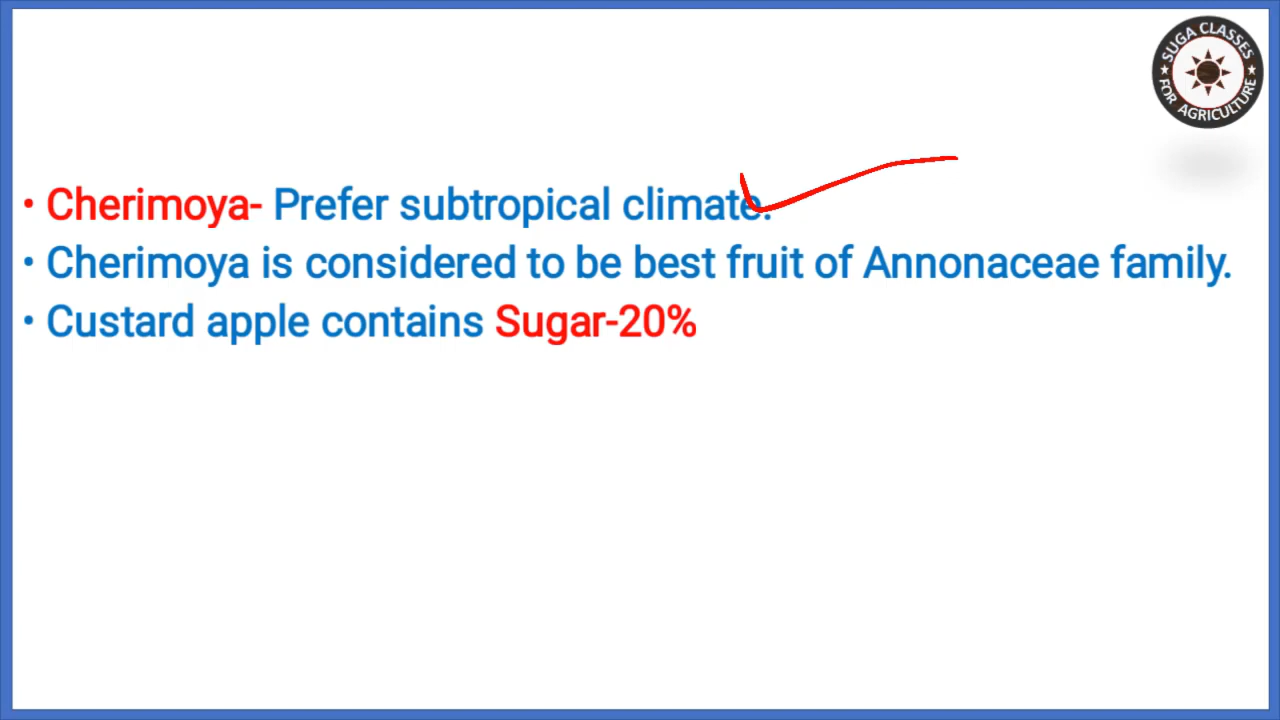 SUGA CLASSES
FOR AGRICULTURE
• Cherimoya- Prefer subtropical climate.
• Cherimoya is considered to be best fruit of Annonaceae family.
• Custard apple contains Sugar-20%